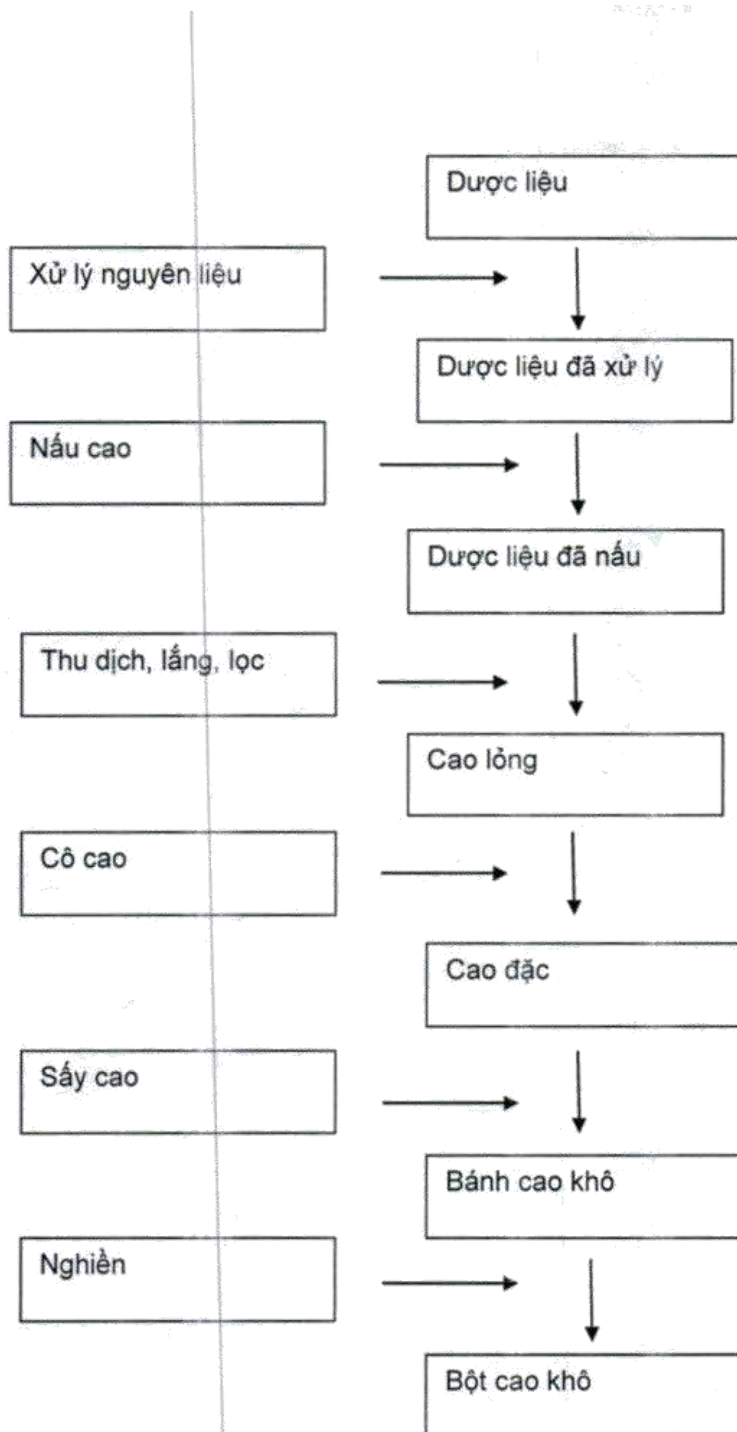 Dược liệu
Xử lý nguyên liệu
Dược liệu đã xử lý
Nấu cao
Dược liệu đã nấu
Thu dịch, lắng, lọc
Cao lỏng
Cô cao
Cao đặc
Sấy cao
Bánh cao khô
Nghiền
Bột cao khô